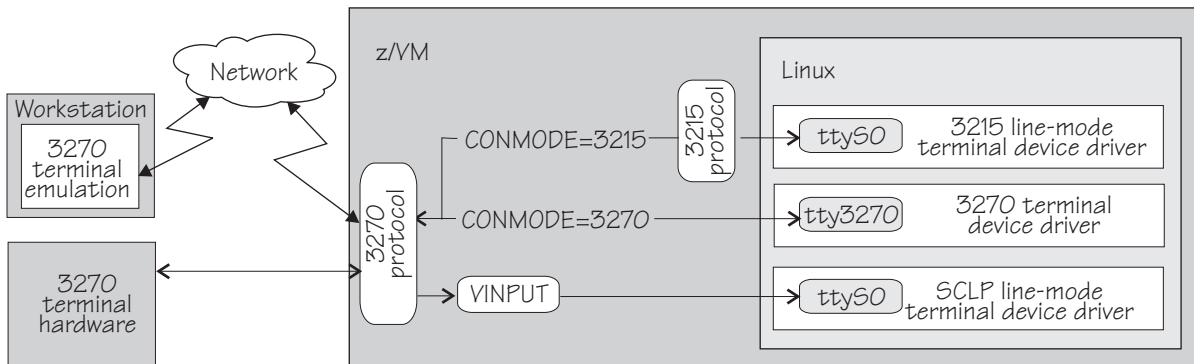 z/VM
Network
Linux
Workstation
3270
terminal
emulation
CONMODE=3215
3215
protocol
ttyS0
3215 line-mode
terminal device driver
3270
protocol
CONMODE=3270
tty3270
3270 terminal
device driver
3270
terminal
hardware
VINPUT
ttyS0
SCLP line-mode
terminal device driver